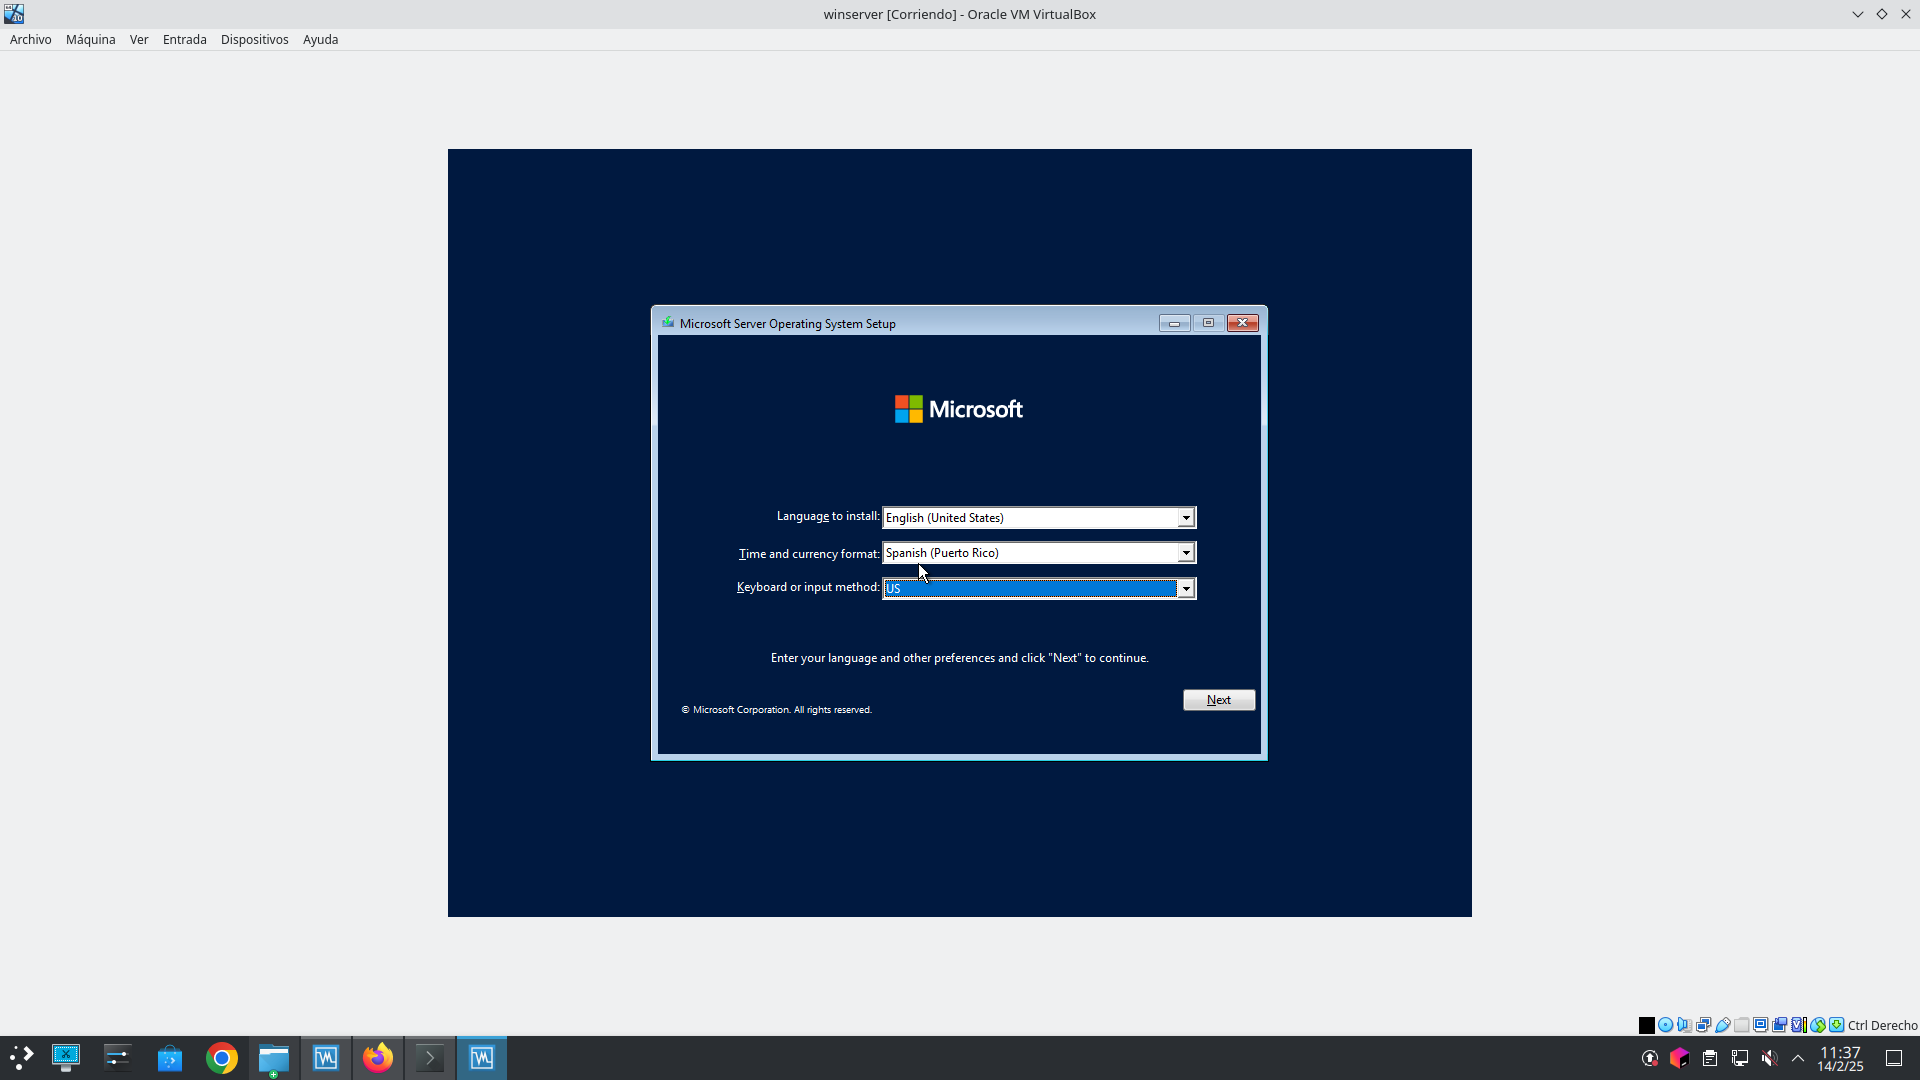 winserver [Corriendo] - Oracle VM VirtualBox
Archivo Máquina Ver Entrada Dispositivos Ayuda
Microsoft Server Operating System Setup
Microsoft
Language to install: English (United States)
Time and currency format: Spanish (Puerto Rico)
Keyboard or input method: US
Enter your language and other preferences and click "Next" to continue.
Next
© Microsoft Corporation. All rights reserved.
Ctrl Derecho
11:37
14/2/25